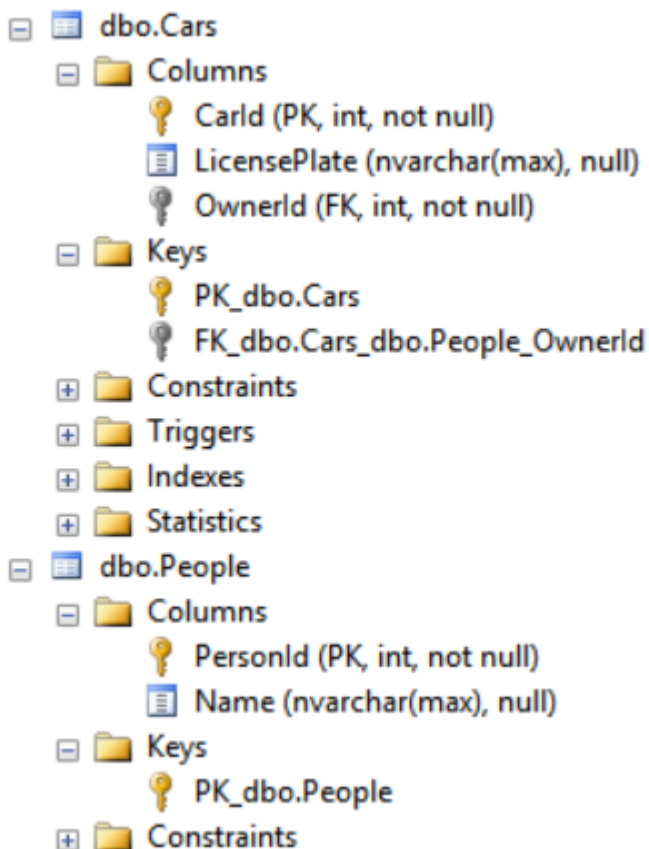 dbo.Cars
Columns
CarId (PK, int, not null)
LicensePlate (nvarchar(max), null)
OwnerId (FK, int, not null)
Keys
PK_dbo.Cars
FK_dbo.Cars_dbo.People_OwnerId
Constraints
Triggers
Indexes
Statistics
dbo.People
Columns
PersonId (PK, int, not null)
Name (nvarchar(max), null)
Keys
PK_dbo.People
Constraints